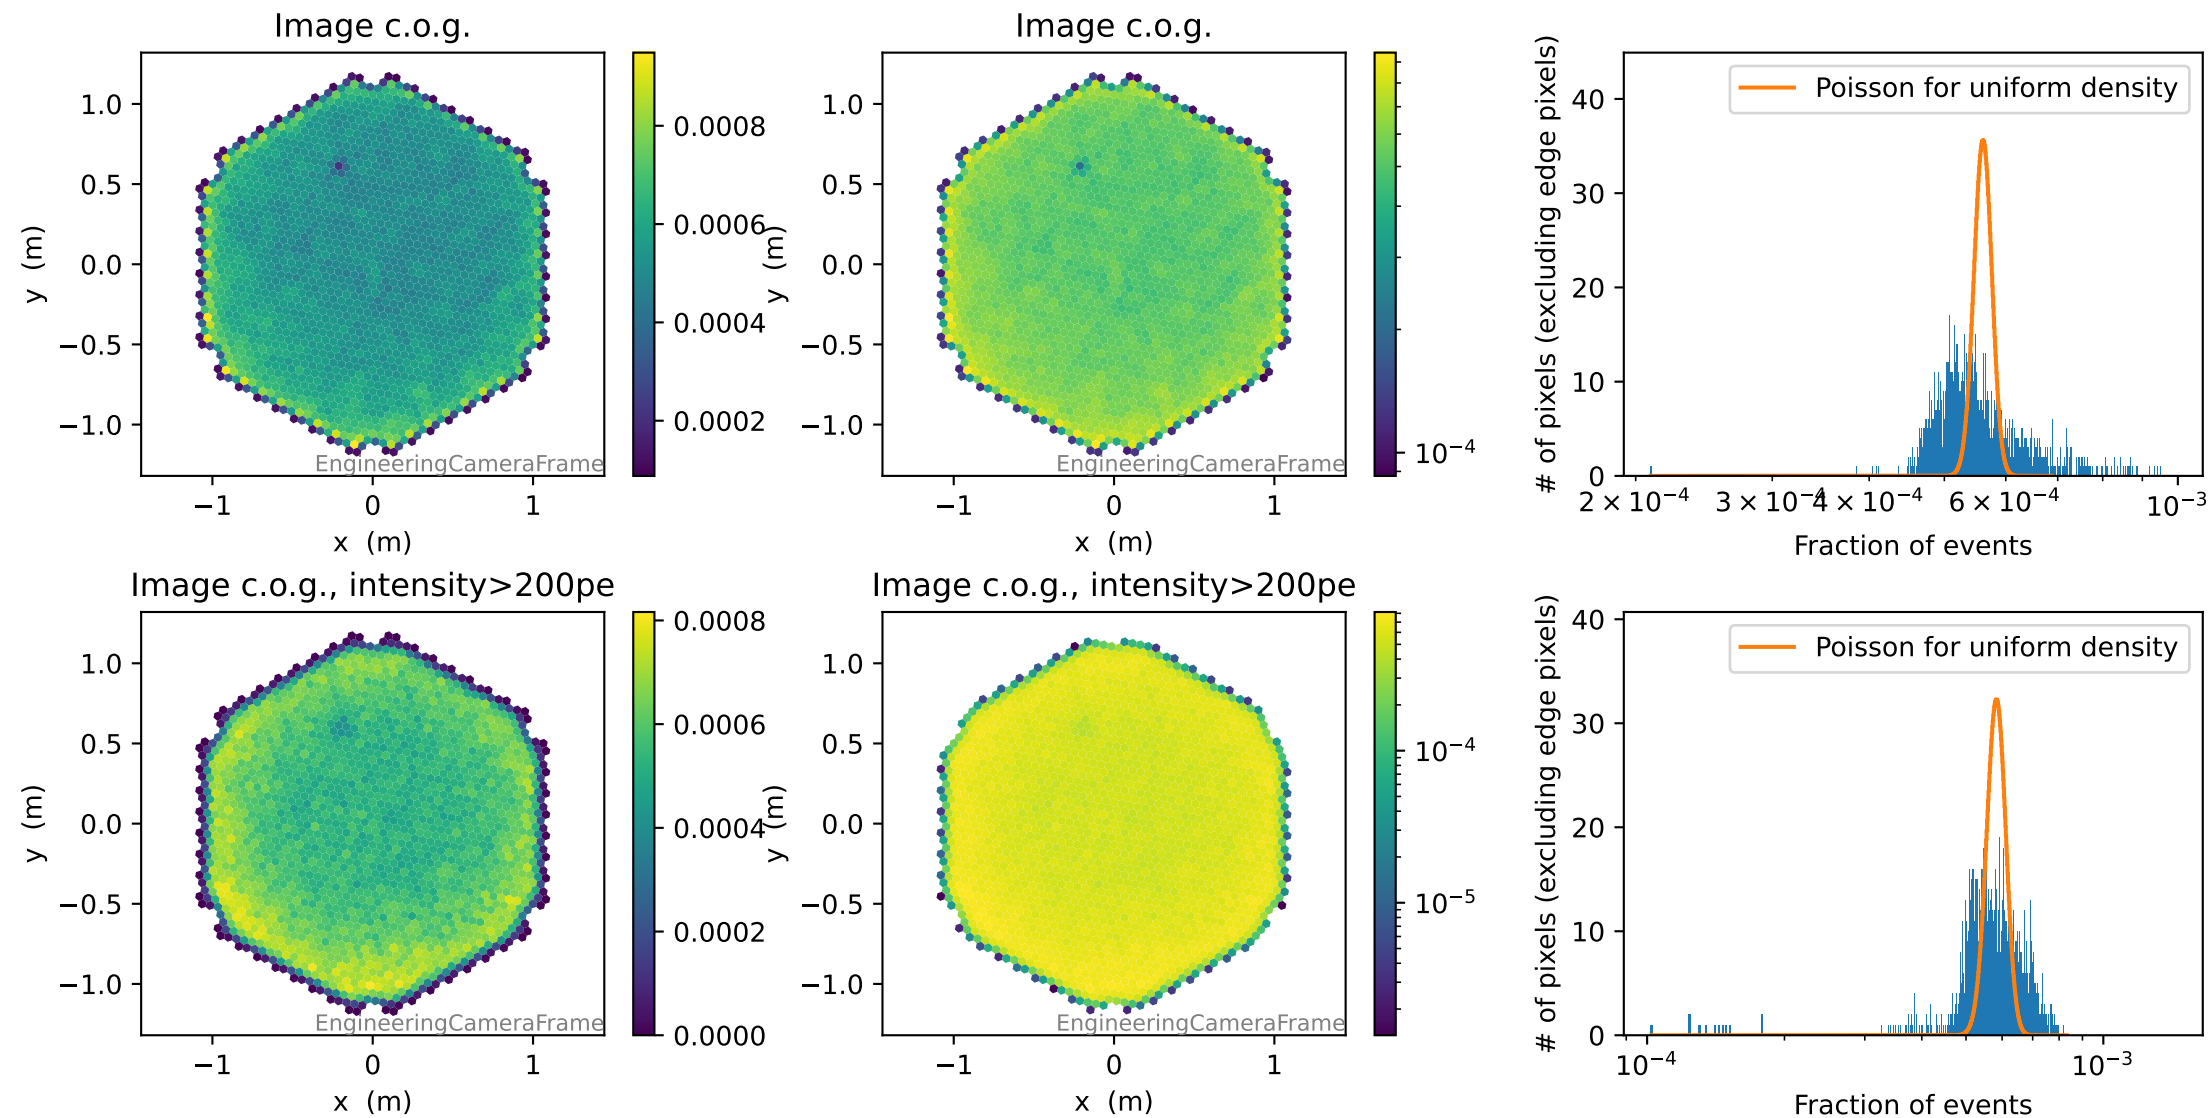 Image c.o.g.
1.0
0.5
0.0
−0.5
−1.0
y (m)
−1
0
1
x (m)
EngineeringCameraFrame
0.0008
0.0006
0.0004
0.0002
Image c.o.g.
1.0
0.5
0.0
−0.5
−1.0
y (m)
−1
0
1
x (m)
EngineeringCameraFrame
10⁻⁴
# of pixels (excluding edge pixels)
40
30
20
10
0
Poisson for uniform density
2 × 10⁻⁴
3 × 10⁻⁴
4 × 10⁻⁴
6 × 10⁻⁴
10⁻³
Fraction of events
Image c.o.g., intensity>200pe
1.0
0.5
0.0
−0.5
−1.0
y (m)
−1
0
1
x (m)
EngineeringCameraFrame
0.0008
0.0006
0.0004
0.0002
0.0000
Image c.o.g., intensity>200pe
1.0
0.5
0.0
−0.5
−1.0
y (m)
−1
0
1
x (m)
EngineeringCameraFrame
10⁻⁴
10⁻⁵
# of pixels (excluding edge pixels)
40
30
20
10
0
Poisson for uniform density
10⁻⁴
10⁻³
Fraction of events